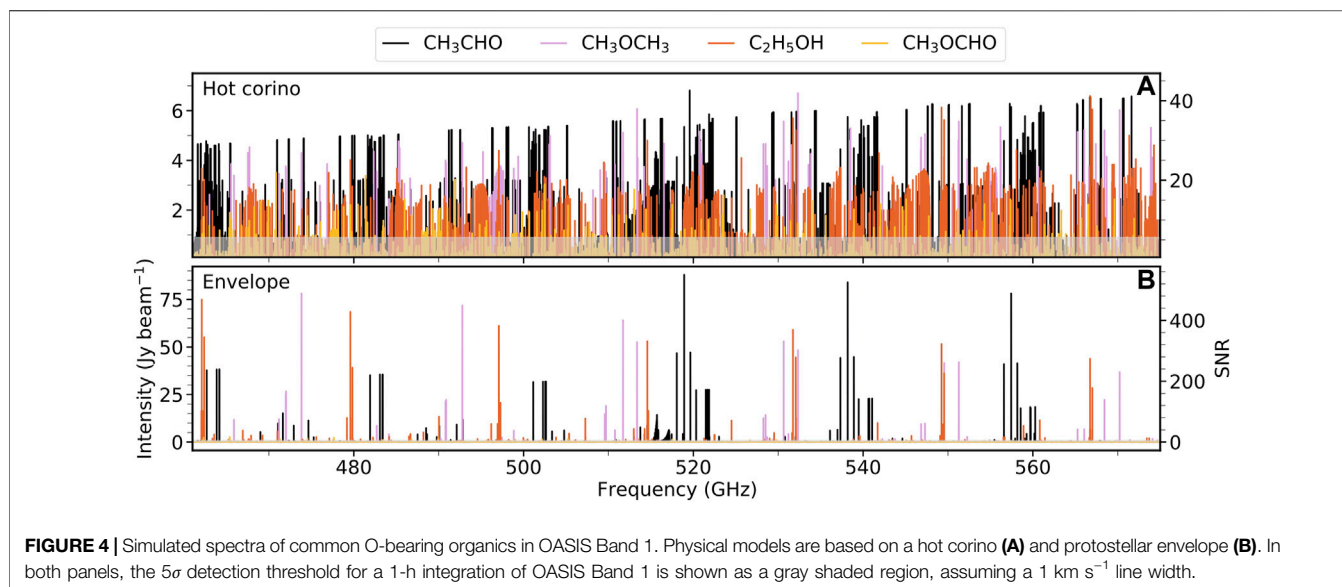 CH₃CHO CH₃OCH₃ C₂H₅OH CH₃OCHO
Hot corino A
6
4
2
40
20
Envelope B
75
50
25
0
400
200
0
Intensity (Jy beam⁻¹)
SNR
480 500 520 540 560
Frequency (GHz)
FIGURE 4 | Simulated spectra of common O-bearing organics in OASIS Band 1. Physical models are based on a hot corino (A) and protostellar envelope (B). In
both panels, the 5σ detection threshold for a 1-h integration of OASIS Band 1 is shown as a gray shaded region, assuming a 1 km s⁻¹ line width.